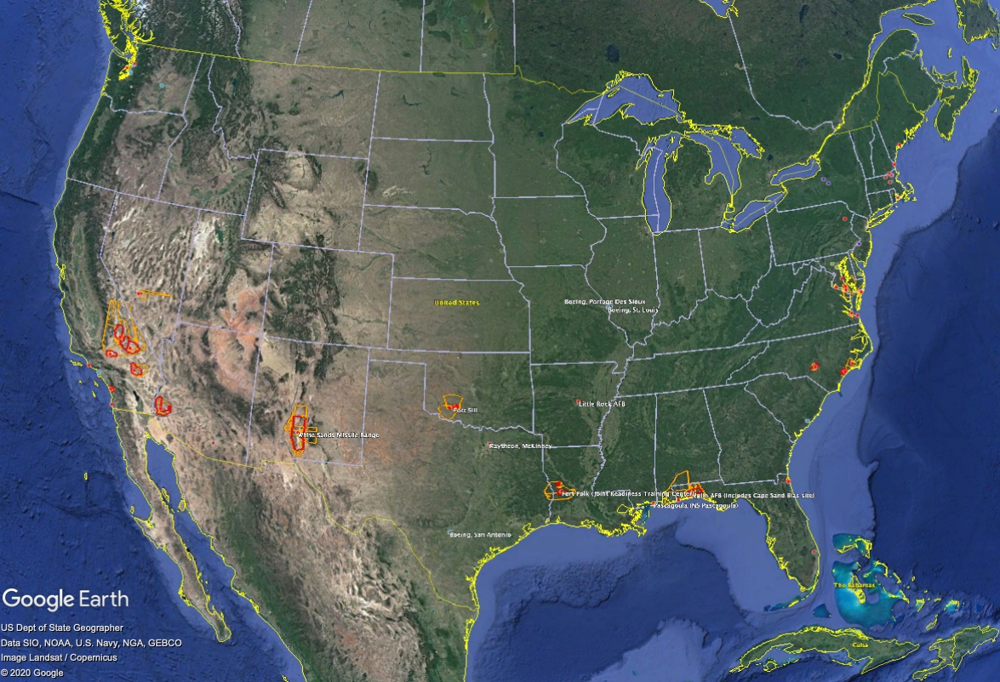 United States
Boeing, Portage Des Sioux
Boeing, St. Louis
Little Rock AFB
Fort Sill
White Sands Missile Range
Raytheon, McKinney
Fort Polk (Joint Readiness Training Center)
AFB (includes Cape Sand Blas site)
Pascagoula (NS Pascagoula)
Boeing, San Antonio
The Bahamas
Cuba
Google Earth
US Dept of State Geographer
Data SIO, NOAA, U.S. Navy, NGA, GEBCO
Image Landsat / Copernicus
© 2020 Google